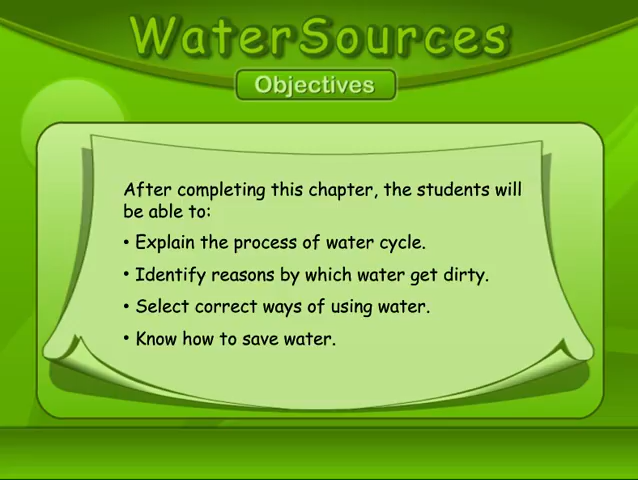 WaterSources
Objectives
After completing this chapter, the students will
be able to:
• Explain the process of water cycle.
• Identify reasons by which water get dirty.
• Select correct ways of using water.
• Know how to save water.